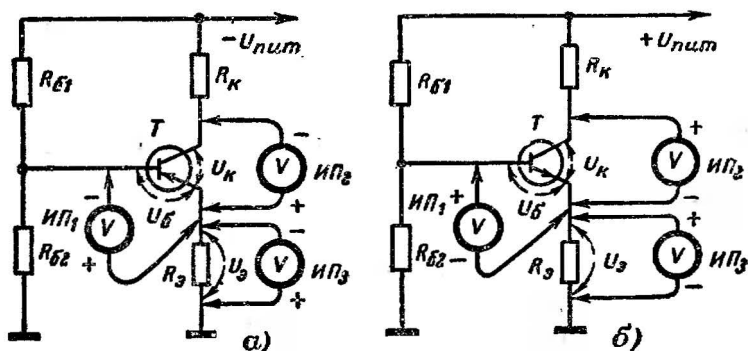 − Uпит
Rб1
Rк
T
−
Uк
V
ИП2
− Uб
ИП1
V
+
−
Rб2
+
Rэ
Uэ
V
ИП3
+
а)
+ Uпит
Rб1
Rк
T
+
Uк
V
ИП2
+ Uб
ИП1
V
−
+
Rб2
−
Rэ
Uэ
V
ИП3
−
б)